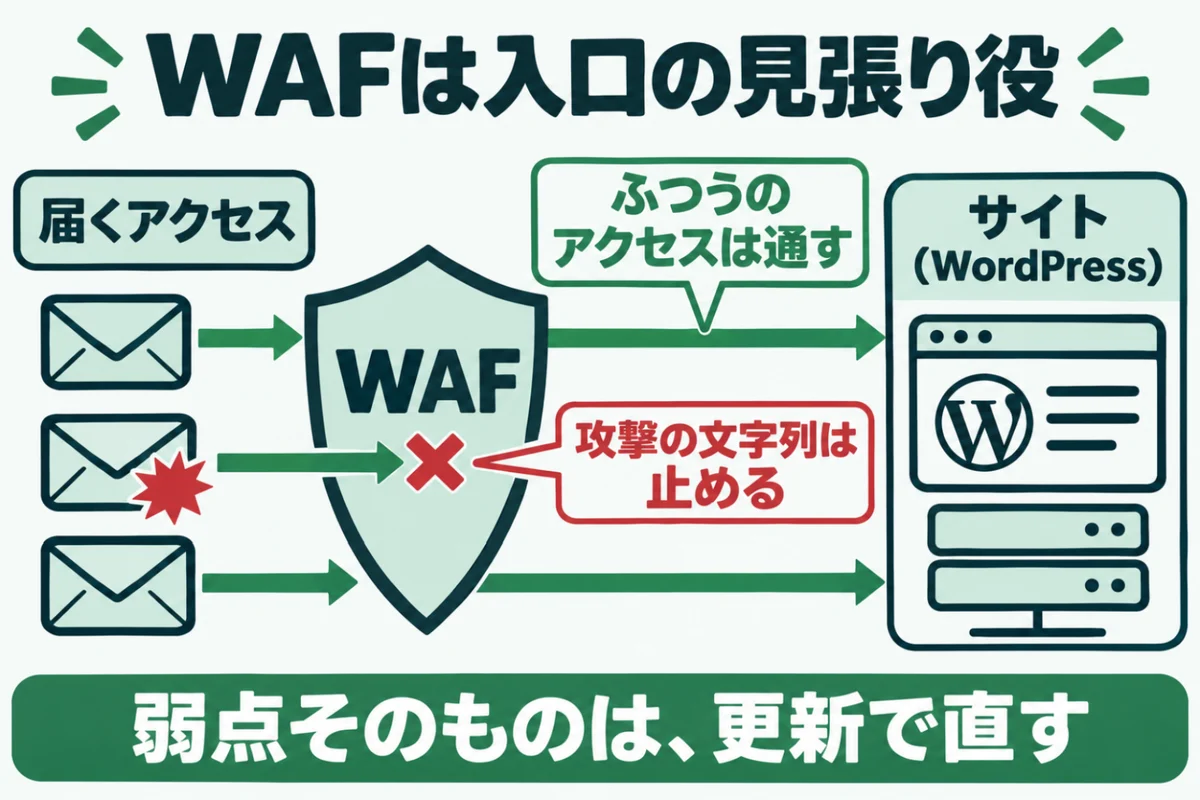 WAFは入口の見張り役
届くアクセス
ふつうの
アクセスは通す
サイト
(WordPress)
WAF
攻撃の文字列は
止める
弱点そのものは、更新で直す